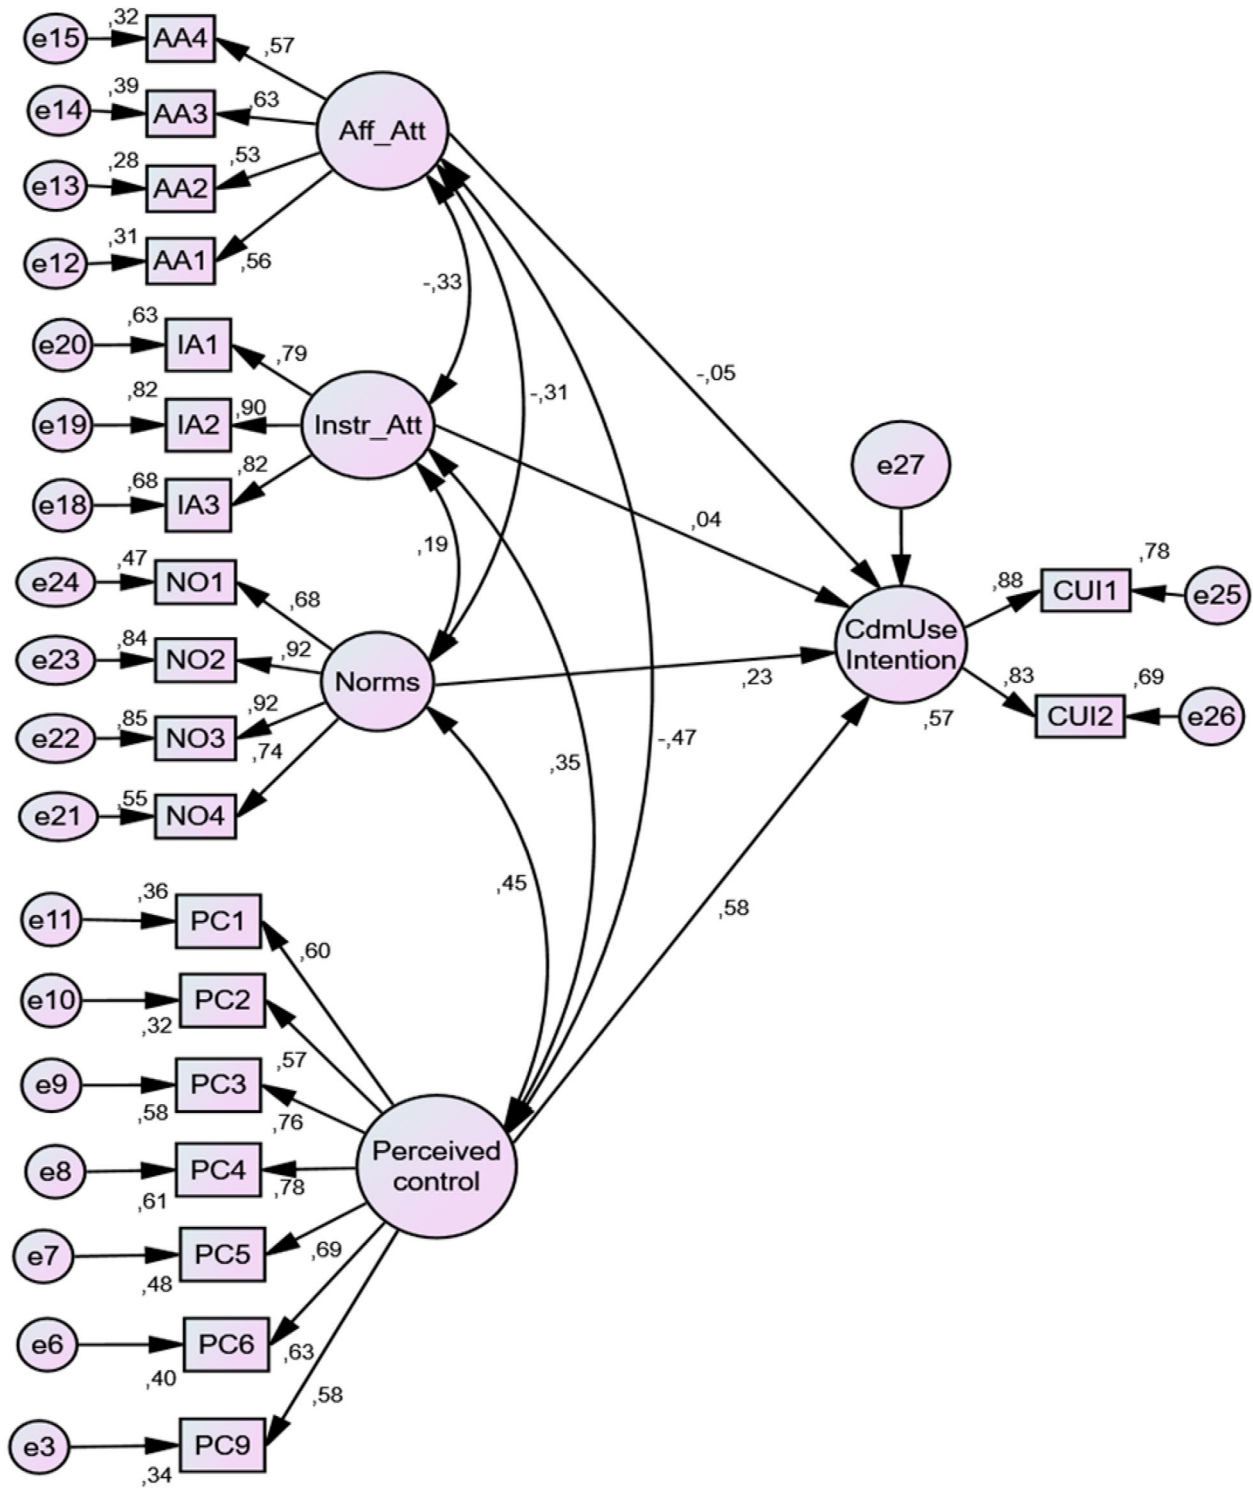 e15 ,32 AA4 ,57
e14 ,39 AA3 ,63
Aff_Att
e13 ,28 AA2 ,53
e12 ,31 AA1 ,56
-,33
e20 ,63 IA1 ,79
-,05
-,31
e19 ,82 IA2 ,90
Instr_Att
e27
e18 ,68 IA3 ,82
,04
,19
e24 ,47 NO1 ,68
,88 CUI1 ,78 e25
CdmUse
Intention
e23 ,84 NO2 ,92
Norms
,23
,83 CUI2 ,69 e26
,57
e22 ,85 NO3 ,92
,74
-,47
,35
e21 ,55 NO4
,45
,58
e11 ,36 PC1 ,60
e10 ,32 PC2 ,57
e9 ,58 PC3 ,76
Perceived
control
e8 ,61 PC4 ,78
e7 ,48 PC5 ,69
e6 ,40 PC6 ,63
e3 ,34 PC9 ,58